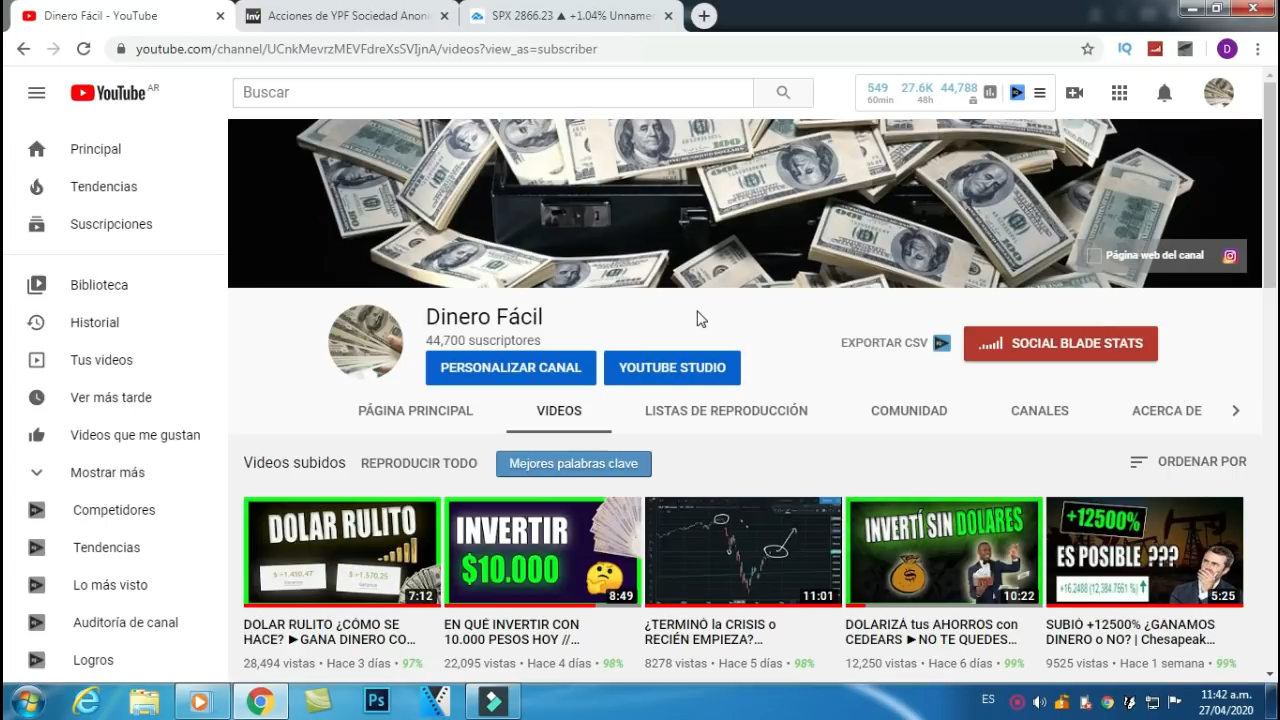 Dinero Fácil - YouTube
Acciones de YPF Sociedad Anon
SPX 2866.23 ▲ +1.04% Unname
youtube.com/channel/UCnkMevrzMEVFdreXsSVIjnA/videos?view_as=subscriber
IQ
D
YouTube AR
Buscar
549 27.6K 44,788
60min 48h
Página web del canal
Principal
Tendencias
Suscripciones
Biblioteca
Historial
Tus videos
Ver más tarde
Videos que me gustan
Mostrar más
Competidores
Tendencias
Lo más visto
Auditoría de canal
Logros
Dinero Fácil
44,700 suscriptores
PERSONALIZAR CANAL YOUTUBE STUDIO
EXPORTAR CSV SOCIAL BLADE STATS
PÁGINA PRINCIPAL VIDEOS LISTAS DE REPRODUCCIÓN COMUNIDAD CANALES ACERCA DE
Videos subidos REPRODUCIR TODO Mejores palabras clave ORDENAR POR
DOLAR RULITO
7:12
DOLAR RULITO ¿CÓMO SE
HACE? ►GANA DINERO CO...
28,494 vistas • Hace 3 días • 97%
INVERTIR
$10.000
8:49
EN QUÉ INVERTIR CON
10.000 PESOS HOY //...
22,095 vistas • Hace 4 días • 98%
11:01
¿TERMINÓ la CRISIS o
RECIÉN EMPIEZA?...
8278 vistas • Hace 5 días • 98%
INVERTÍ SIN DOLARES
10:22
DOLARIZÁ tus AHORROS con
CEDEARS ►NO TE QUEDES...
12,250 vistas • Hace 6 días • 99%
+12500%
ES POSIBLE ???
+16.2488 (12,384.7561 %)
5:25
SUBIÓ +12500% ¿GANAMOS
DINERO o NO? | Chesapeak...
9525 vistas • Hace 1 semana • 99%
Ps
ES
11:42 a.m.
27/04/2020